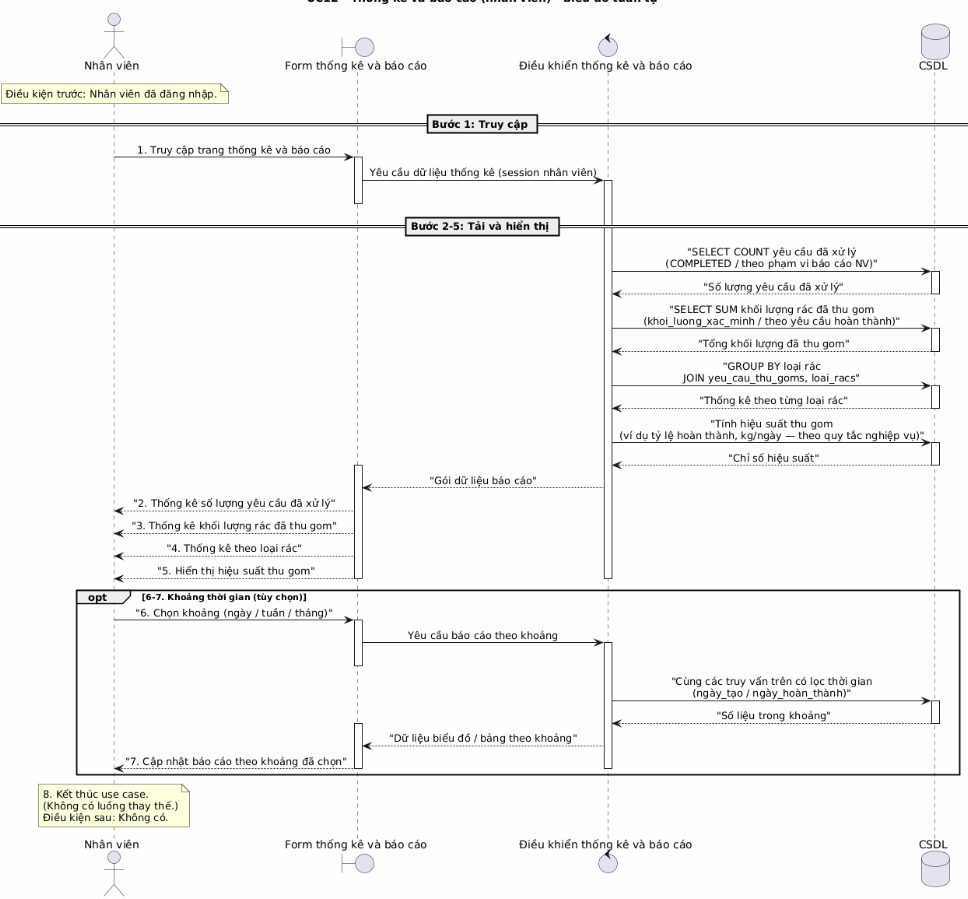 Nhân viên
Form thống kê và báo cáo
Điều khiển thống kê và báo cáo
CSDL
Điều kiện trước: Nhân viên đã đăng nhập.
Bước 1: Truy cập
1. Truy cập trang thống kê và báo cáo
Yêu cầu dữ liệu thống kê (session nhân viên)
Bước 2-5: Tải và hiển thị
"SELECT COUNT yêu cầu đã xử lý
(COMPLETED / theo phạm vi báo cáo NV)"
"Số lượng yêu cầu đã xử lý"
"SELECT SUM khối lượng rác đã thu gom
(khoi_luong_xac_minh / theo yêu cầu hoàn thành)"
"Tổng khối lượng đã thu gom"
"GROUP BY loại rác
JOIN yeu_cau_thu_goms, loai_racs"
"Thống kê theo từng loại rác"
"Tính hiệu suất thu gom
(ví dụ tỷ lệ hoàn thành, kg/ngày — theo quy tắc nghiệp vụ)"
"Chỉ số hiệu suất"
"Gói dữ liệu báo cáo"
"2. Thống kê số lượng yêu cầu đã xử lý"
"3. Thống kê khối lượng rác đã thu gom"
"4. Thống kê theo loại rác"
"5. Hiển thị hiệu suất thu gom"
opt [6-7. Khoảng thời gian (tùy chọn)]
"6. Chọn khoảng (ngày / tuần / tháng)"
Yêu cầu báo cáo theo khoảng
"Cùng các truy vấn trên có lọc thời gian
(ngày_tạo / ngày_hoàn_thành)"
"Số liệu trong khoảng"
"Dữ liệu biểu đồ / bảng theo khoảng"
"7. Cập nhật báo cáo theo khoảng đã chọn"
8. Kết thúc use case.
(Không có luồng thay thế.)
Điều kiện sau: Không có.
Nhân viên
Form thống kê và báo cáo
Điều khiển thống kê và báo cáo
CSDL